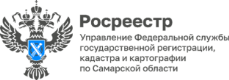 Росреестр
Управление Федеральной службы
государственной регистрации,
кадастра и картографии
по Самарской области